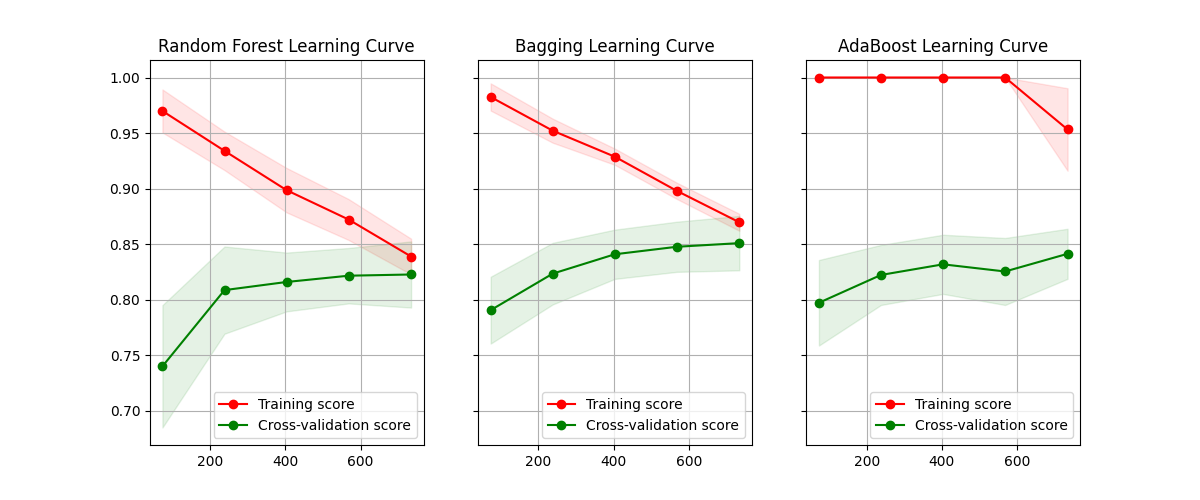 Random Forest Learning Curve
Bagging Learning Curve
AdaBoost Learning Curve
1.00
0.95
0.90
0.85
0.80
0.75
0.70
Training score
Cross-validation score
Training score
Cross-validation score
Training score
Cross-validation score
200 400 600
200 400 600
200 400 600